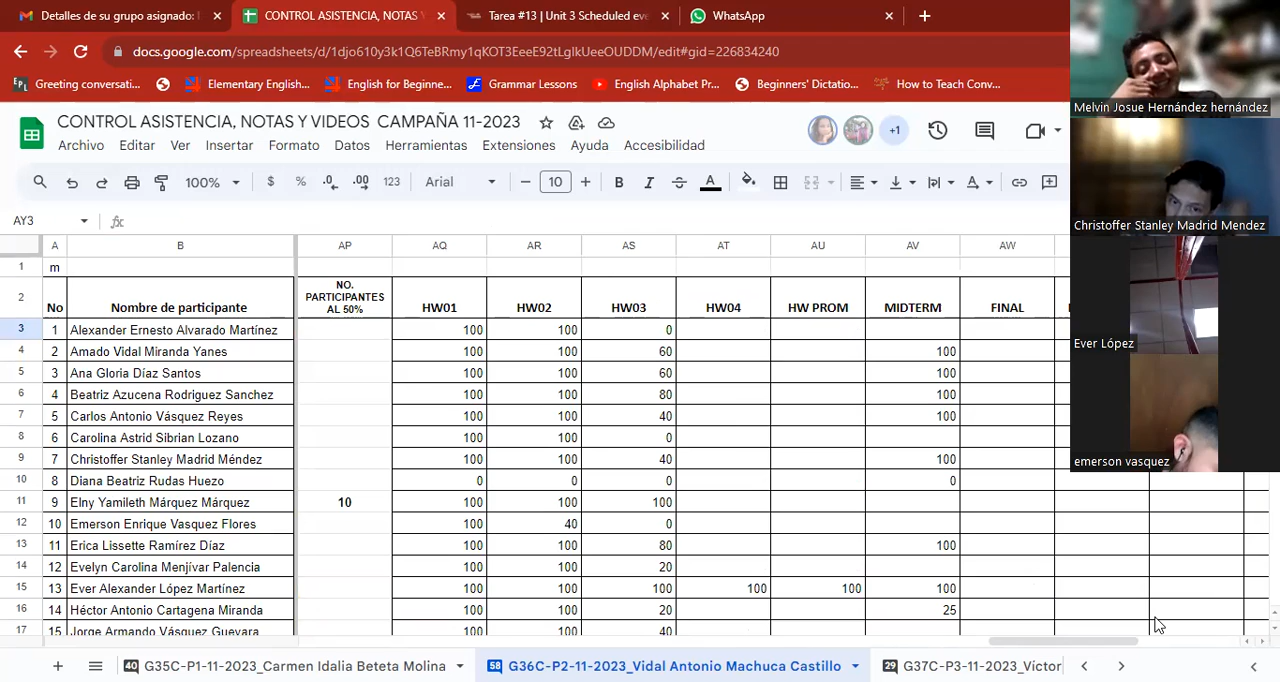 Detalles de su grupo asignado: M
CONTROL ASISTENCIA, NOTAS Y
Tarea #13 | Unit 3 Scheduled eve
WhatsApp
docs.google.com/spreadsheets/d/1djo610y3k1Q6TeBRmy1qKOT3EeeE92tLglkUeeOUDDM/edit#gid=226834240
Greeting conversati...
Elementary English...
English for Beginne...
Grammar Lessons
English Alphabet Pr...
Beginners' Dictatio...
How to Teach Conv...
CONTROL ASISTENCIA, NOTAS Y VIDEOS CAMPAÑA 11-2023
+1
Archivo Editar Ver Insertar Formato Datos Herramientas Extensiones Ayuda Accesibilidad
100% $ % .0 .00 123 Arial 10 B I A
AY3 fx
A B AP AQ AR AS AT AU AV AW
1 m
2 No Nombre de participante NO. PARTICIPANTES AL 50% HW01 HW02 HW03 HW04 HW PROM MIDTERM FINAL
3 1 Alexander Ernesto Alvarado Martínez 100 100 0
4 2 Amado Vidal Miranda Yanes 100 100 60 100
5 3 Ana Gloria Díaz Santos 100 100 60 100
6 4 Beatriz Azucena Rodriguez Sanchez 100 100 80 100
7 5 Carlos Antonio Vásquez Reyes 100 100 40 100
8 6 Carolina Astrid Sibrian Lozano 100 100 0
9 7 Christoffer Stanley Madrid Méndez 100 100 40 100
10 8 Diana Beatriz Rudas Huezo 0 0 0 0
11 9 Elny Yamileth Márquez Márquez 10 100 100 100
12 10 Emerson Enrique Vasquez Flores 100 40 0
13 11 Erica Lissette Ramírez Díaz 100 100 80 100
14 12 Evelyn Carolina Menjívar Palencia 100 100 20
15 13 Ever Alexander López Martínez 100 100 100 100 100 100
16 14 Héctor Antonio Cartagena Miranda 100 100 20 25
17 15 Jorge Armando Vásquez Guevara 100 100 40
40 G35C-P1-11-2023_Carmen Idalia Beteta Molina
58 G36C-P2-11-2023_Vidal Antonio Machuca Castillo
29 G37C-P3-11-2023_Victor
Melvin Josue Hernández hernández
Christoffer Stanley Madrid Mendez
Ever López
emerson vasquez